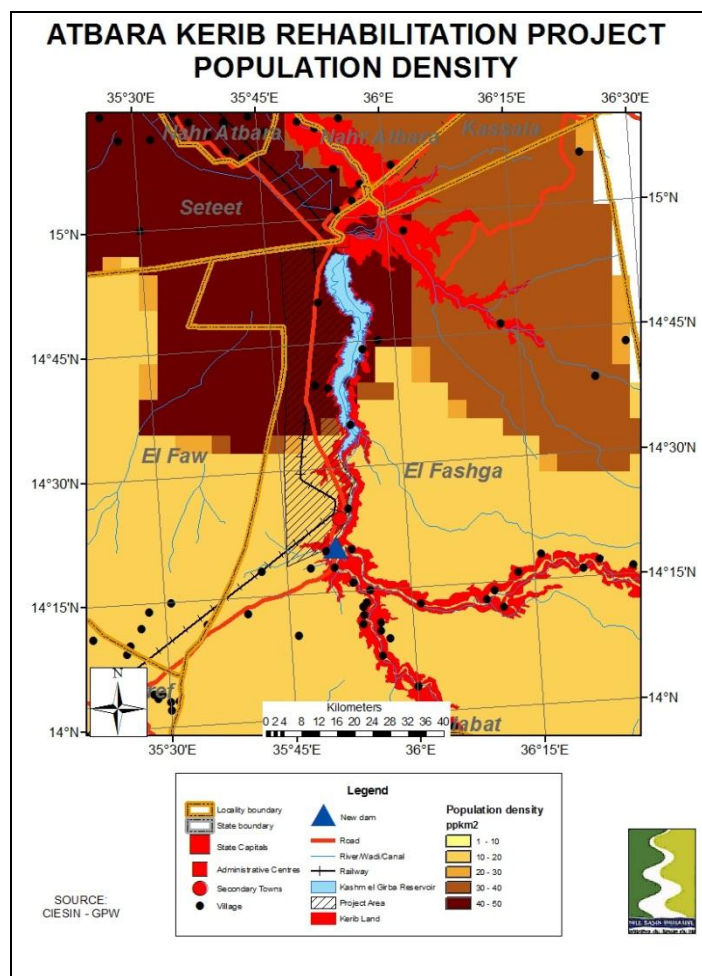 ATBARA KERIB REHABILITATION PROJECT
POPULATION DENSITY
35°30'E 35°45'E 36°E 36°15'E 36°30'E
Nahr Atbara
Nahr Atbara
Kassala
15°N
15°N
Seteet
14°45'N
14°45'N
14°30'N
El Faw
El Fashga
14°30'N
14°15'N
14°15'N
N
ref
Kilometers
0 2 4 8 12 16 20 24 28 32 36 40
abat
14°N
14°N
35°30'E 35°45'E 36°E 36°15'E
Legend
Locality boundary
State boundary
State Capitals
Administrative Centres
Secondary Towns
Village
New dam
Road
River/Wadi/Canal
Railway
Kashm el Girba Reservoir
Project Area
Kerib Land
Population density
ppkm2
1 - 10
10 - 20
20 - 30
30 - 40
40 - 50
SOURCE:
CIESIN - GPW
NILE BASIN INITIATIVE